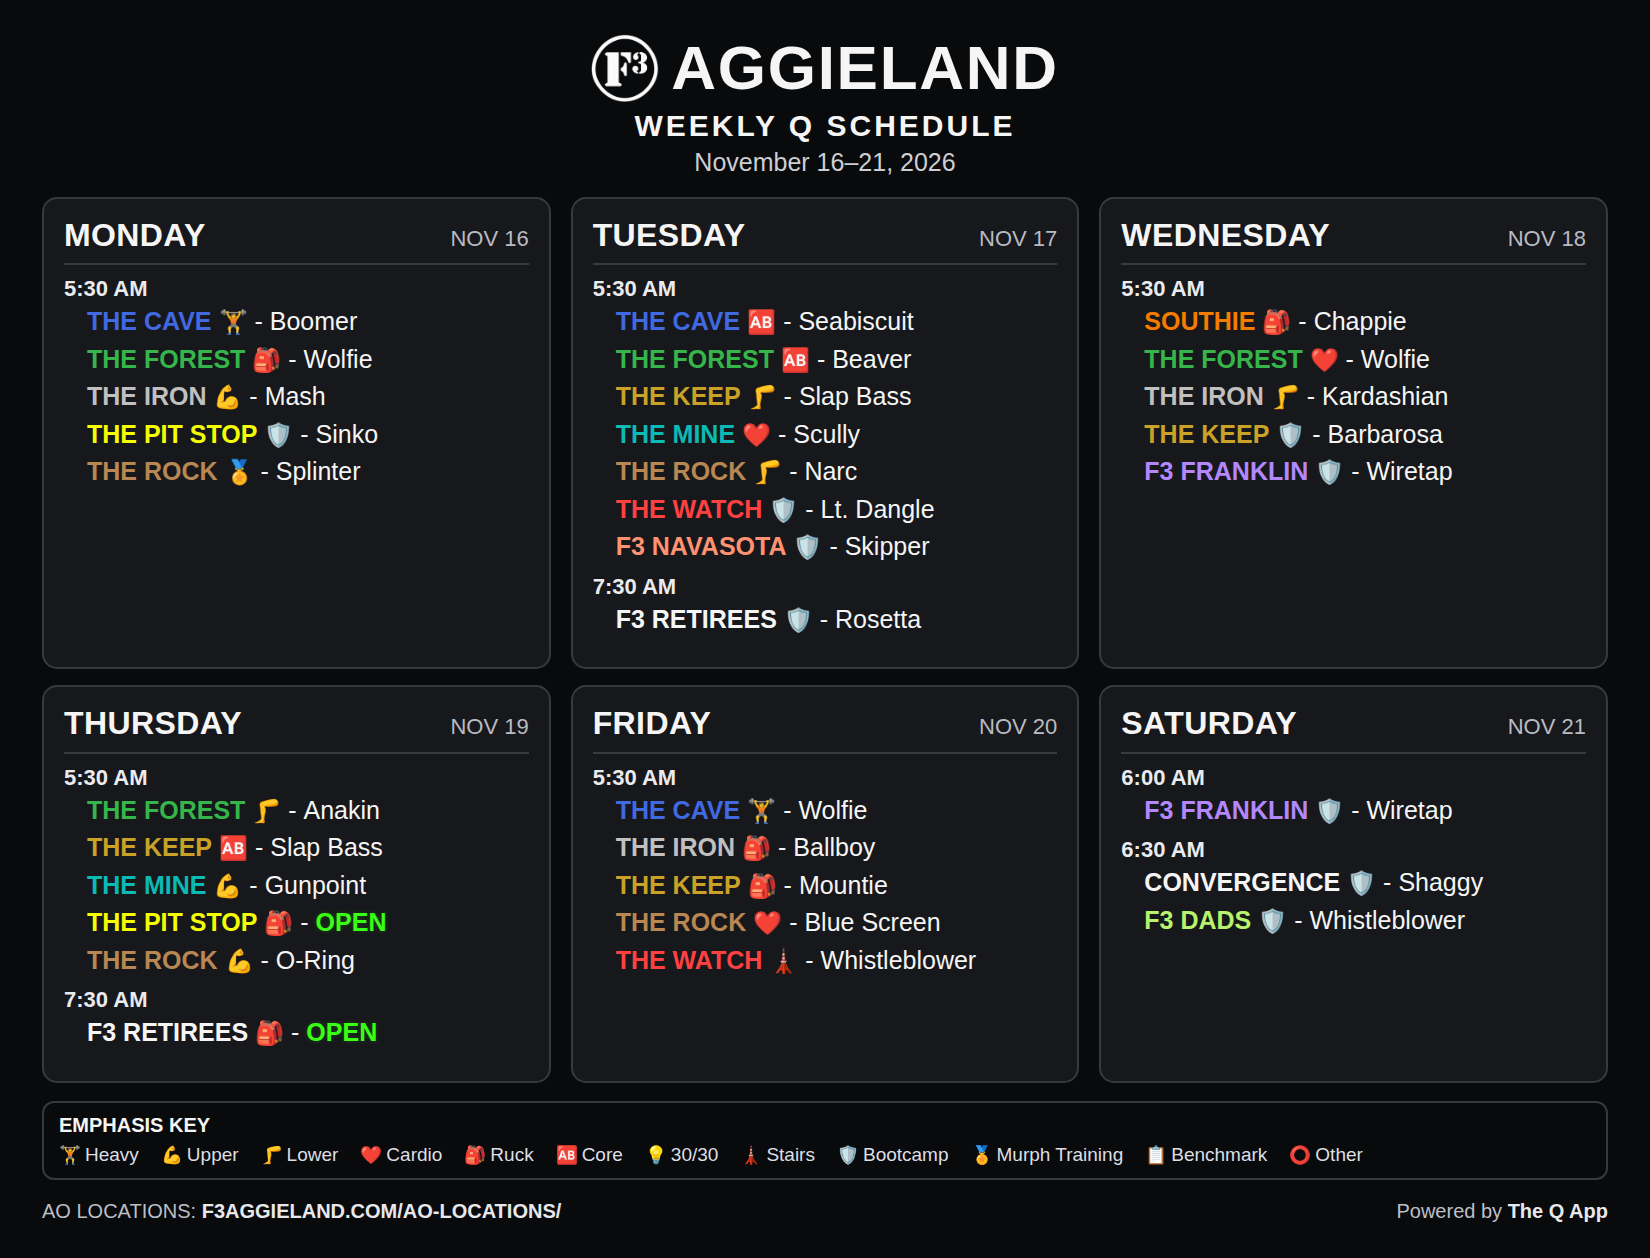 F3 AGGIELAND
WEEKLY Q SCHEDULE
November 16–21, 2026
MONDAY NOV 16
5:30 AM
THE CAVE 🏋️ - Boomer
THE FOREST 🎒 - Wolfie
THE IRON 💪 - Mash
THE PIT STOP 🛡️ - Sinko
THE ROCK 🏅 - Splinter
TUESDAY NOV 17
5:30 AM
THE CAVE 🆎 - Seabiscuit
THE FOREST 🆎 - Beaver
THE KEEP 🦵 - Slap Bass
THE MINE ❤️ - Scully
THE ROCK 🦵 - Narc
THE WATCH 🛡️ - Lt. Dangle
F3 NAVASOTA 🛡️ - Skipper
7:30 AM
F3 RETIREES 🛡️ - Rosetta
WEDNESDAY NOV 18
5:30 AM
SOUTHIE 🎒 - Chappie
THE FOREST ❤️ - Wolfie
THE IRON 🦵 - Kardashian
THE KEEP 🛡️ - Barbarosa
F3 FRANKLIN 🛡️ - Wiretap
THURSDAY NOV 19
5:30 AM
THE FOREST 🦵 - Anakin
THE KEEP 🆎 - Slap Bass
THE MINE 💪 - Gunpoint
THE PIT STOP 🎒 - OPEN
THE ROCK 💪 - O-Ring
7:30 AM
F3 RETIREES 🎒 - OPEN
FRIDAY NOV 20
5:30 AM
THE CAVE 🏋️ - Wolfie
THE IRON 🎒 - Ballboy
THE KEEP 🎒 - Mountie
THE ROCK ❤️ - Blue Screen
THE WATCH 🗼 - Whistleblower
SATURDAY NOV 21
6:00 AM
F3 FRANKLIN 🛡️ - Wiretap
6:30 AM
CONVERGENCE 🛡️ - Shaggy
F3 DADS 🛡️ - Whistleblower
EMPHASIS KEY
🏋️ Heavy 💪 Upper 🦵 Lower ❤️ Cardio 🎒 Ruck 🆎 Core 💡 30/30 🗼 Stairs 🛡️ Bootcamp 🏅 Murph Training 📋 Benchmark ⭕ Other
AO LOCATIONS: F3AGGIELAND.COM/AO-LOCATIONS/
Powered by The Q App